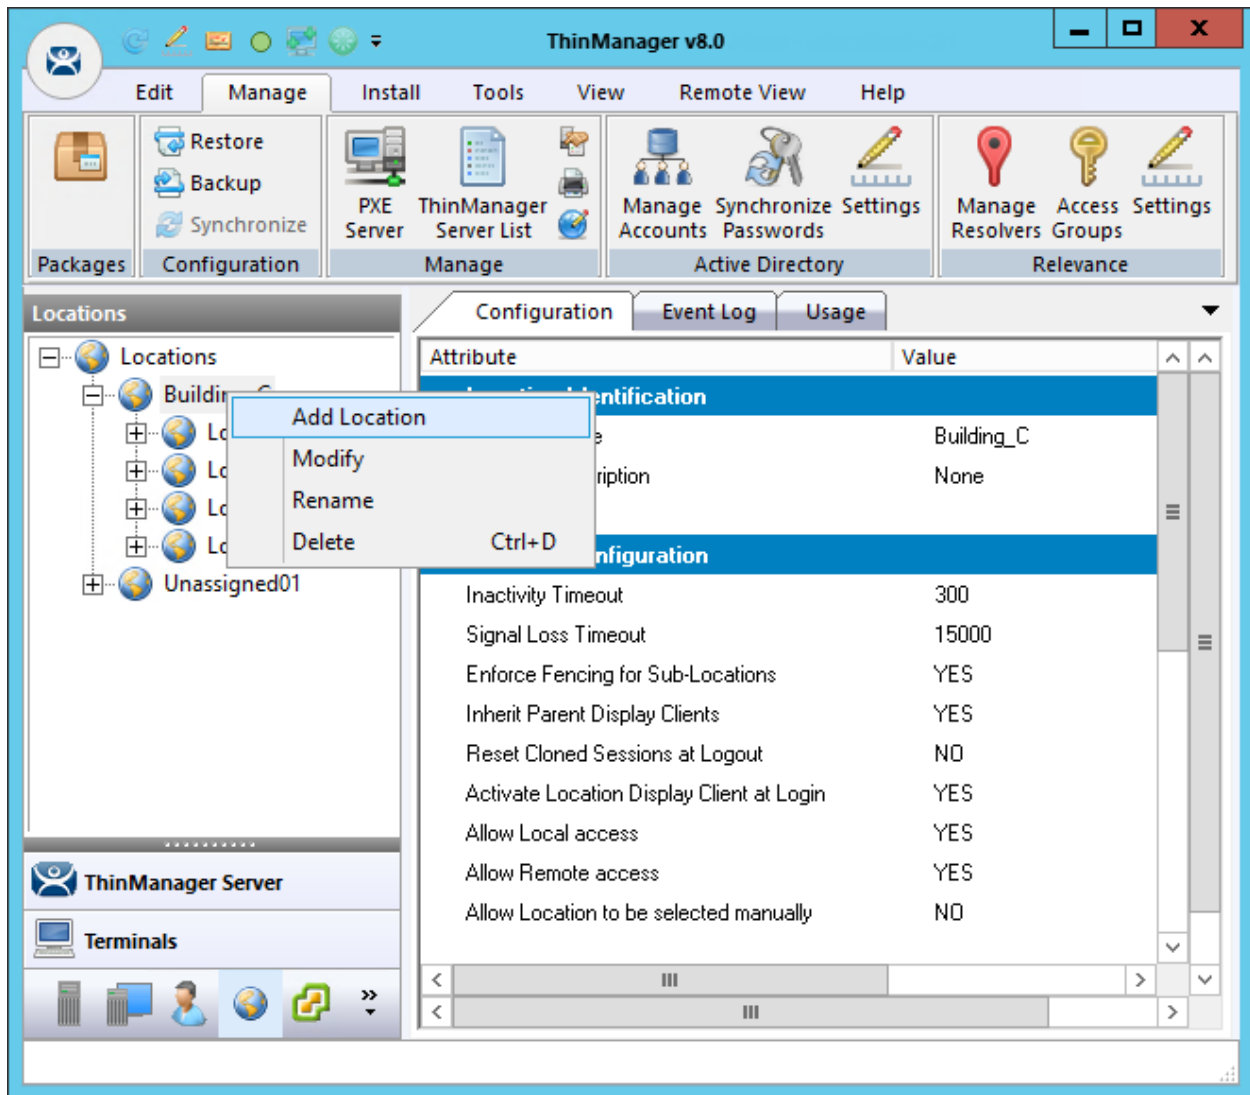 ThinManager v8.0
Edit Manage Install Tools View Remote View Help
Restore
Backup
Synchronize
PXE Server
ThinManager Server List
Manage Accounts
Synchronize Passwords
Settings
Manage Resolvers
Access Groups
Settings
Packages Configuration Manage Active Directory Relevance
Locations
Configuration Event Log Usage
Locations
Unassigned01
Add Location
Modify
Rename
Delete Ctrl+D
Attribute Value
Building_C
None
Inactivity Timeout 300
Signal Loss Timeout 15000
Enforce Fencing for Sub-Locations YES
Inherit Parent Display Clients YES
Reset Cloned Sessions at Logout NO
Activate Location Display Client at Login YES
Allow Local access YES
Allow Remote access YES
Allow Location to be selected manually NO
ThinManager Server
Terminals